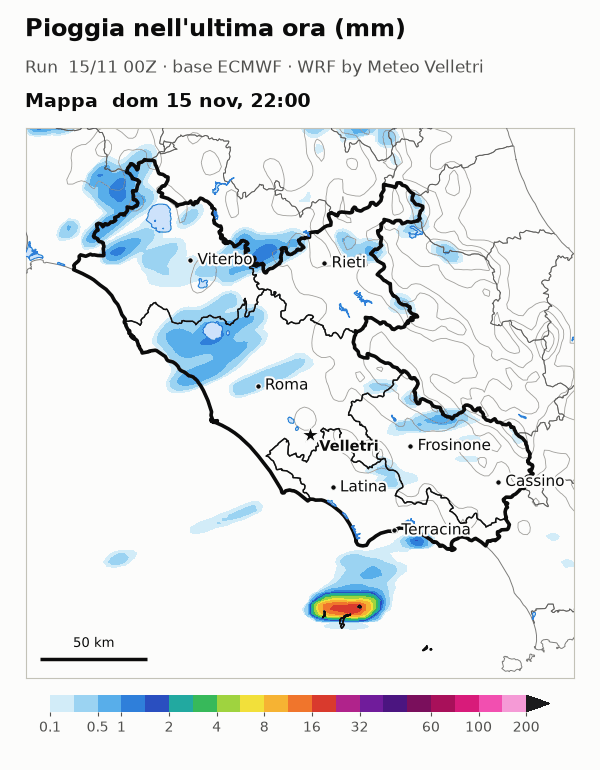 Pioggia nell'ultima ora (mm)
Run 15/11 00Z · base ECMWF · WRF by Meteo Velletri
Mappa dom 15 nov, 22:00
Viterbo
Rieti
Roma
Velletri
Frosinone
Latina
Cassino
Terracina
50 km
0.1 0.5 1 2 4 8 16 32 60 100 200